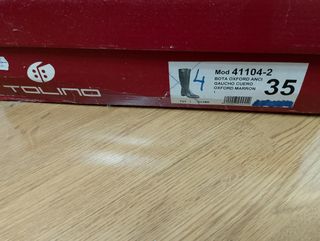 TOLINO
4
Mod 41104-2
BOTA OXFORD ANCI
GAUCHO CUERO
OXFORD MARRON
35